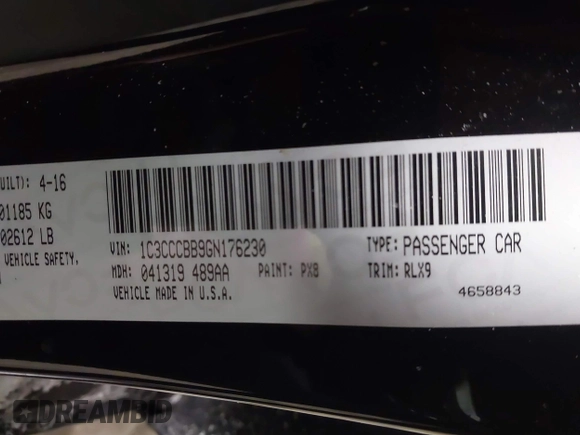 UILT): 4-16
01185 KG
02612 LB
VEHICLE SAFETY,
VIN: 1C3CCCBB9GN176230
TYPE: PASSENGER CAR
MDH: 041319 489AA
PAINT: PX8
TRIM: RLX9
VEHICLE MADE IN U.S.A.
4658843
DREAMBID